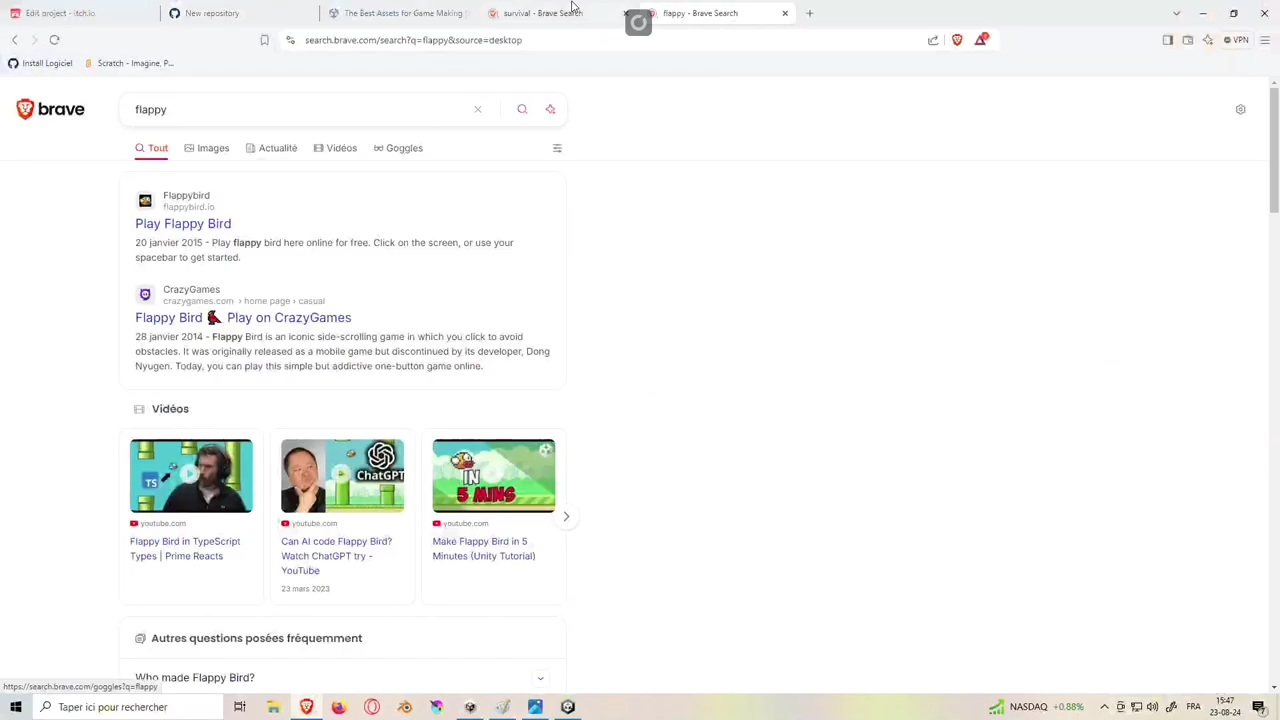 Edit project - itch.io
New repository
The Best Assets for Game Making
survival - Brave Search
flappy - Brave Search
search.brave.com/search?q=flappy&source=desktop
VPN
Install Logiciel
Scratch - Imagine, P...
brave
flappy
Tout
Images
Actualité
Vidéos
Goggles
Flappybird
flappybird.io
Play Flappy Bird
20 janvier 2015 - Play flappy bird here online for free. Click on the screen, or use your
spacebar to get started.
CrazyGames
crazygames.com › home page › casual
Flappy Bird Play on CrazyGames
28 janvier 2014 - Flappy Bird is an iconic side-scrolling game in which you click to avoid
obstacles. It was originally released as a mobile game but discontinued by its developer, Dong
Nyugen. Today, you can play this simple but addictive one-button game online.
Vidéos
TS
ChatGPT
IN
5 MINS
youtube.com
youtube.com
youtube.com
Flappy Bird in TypeScript
Types | Prime Reacts
Can AI code Flappy Bird?
Watch ChatGPT try -
YouTube
Make Flappy Bird in 5
Minutes (Unity Tutorial)
23 mars 2023
Autres questions posées fréquemment
Who made Flappy Bird?
https://search.brave.com/goggles?q=flappy
Taper ici pour rechercher
NASDAQ +0.88%
FRA
15:47
23-08-24